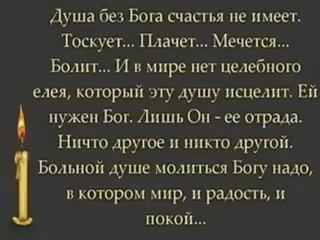 Душа без Бога счастья не имеет.
Тоскует... Плачет... Мечется...
Болит... И в мире нет целебного
елея, который эту душу исцелит. Ей
нужен Бог. Лишь Он - ее отрада.
Ничто другое и никто другой.
Больной душе молиться Богу надо,
в котором мир, и радость, и
покой...